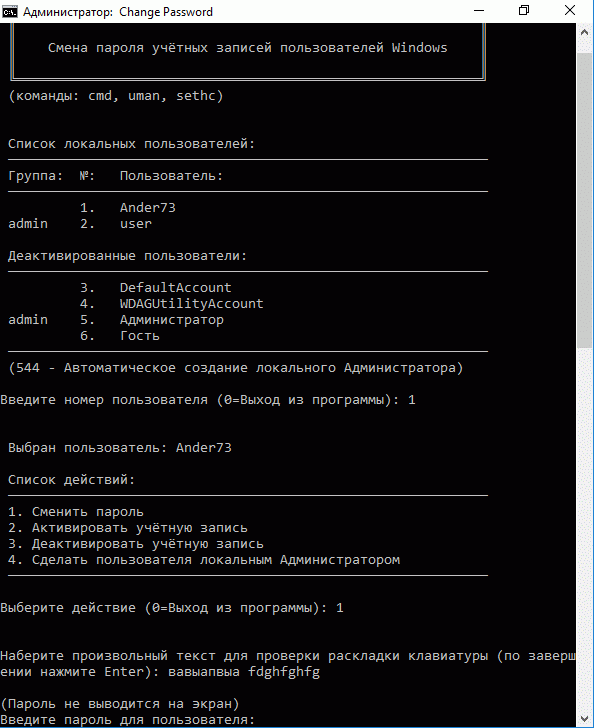 Администратор: Change Password
Смена пароля учётных записей пользователей Windows
(команды: cmd, uman, sethc)
Список локальных пользователей:
Группа: №: Пользователь:
1. Ander73
admin 2. user
Деактивированные пользователи:
3. DefaultAccount
4. WDAGUtilityAccount
admin 5. Администратор
6. Гость
(544 - Автоматическое создание локального Администратора)
Введите номер пользователя (0=Выход из программы): 1
Выбран пользователь: Ander73
Список действий:
1. Сменить пароль
2. Активировать учётную запись
3. Деактивировать учётную запись
4. Сделать пользователя локальным Администратором
Выберите действие (0=Выход из программы): 1
Наберите произвольный текст для проверки раскладки клавиатуры (по заверш
ении нажмите Enter): вавыапвыа fdghfghfg
(Пароль не выводится на экран)
Введите пароль для пользователя: